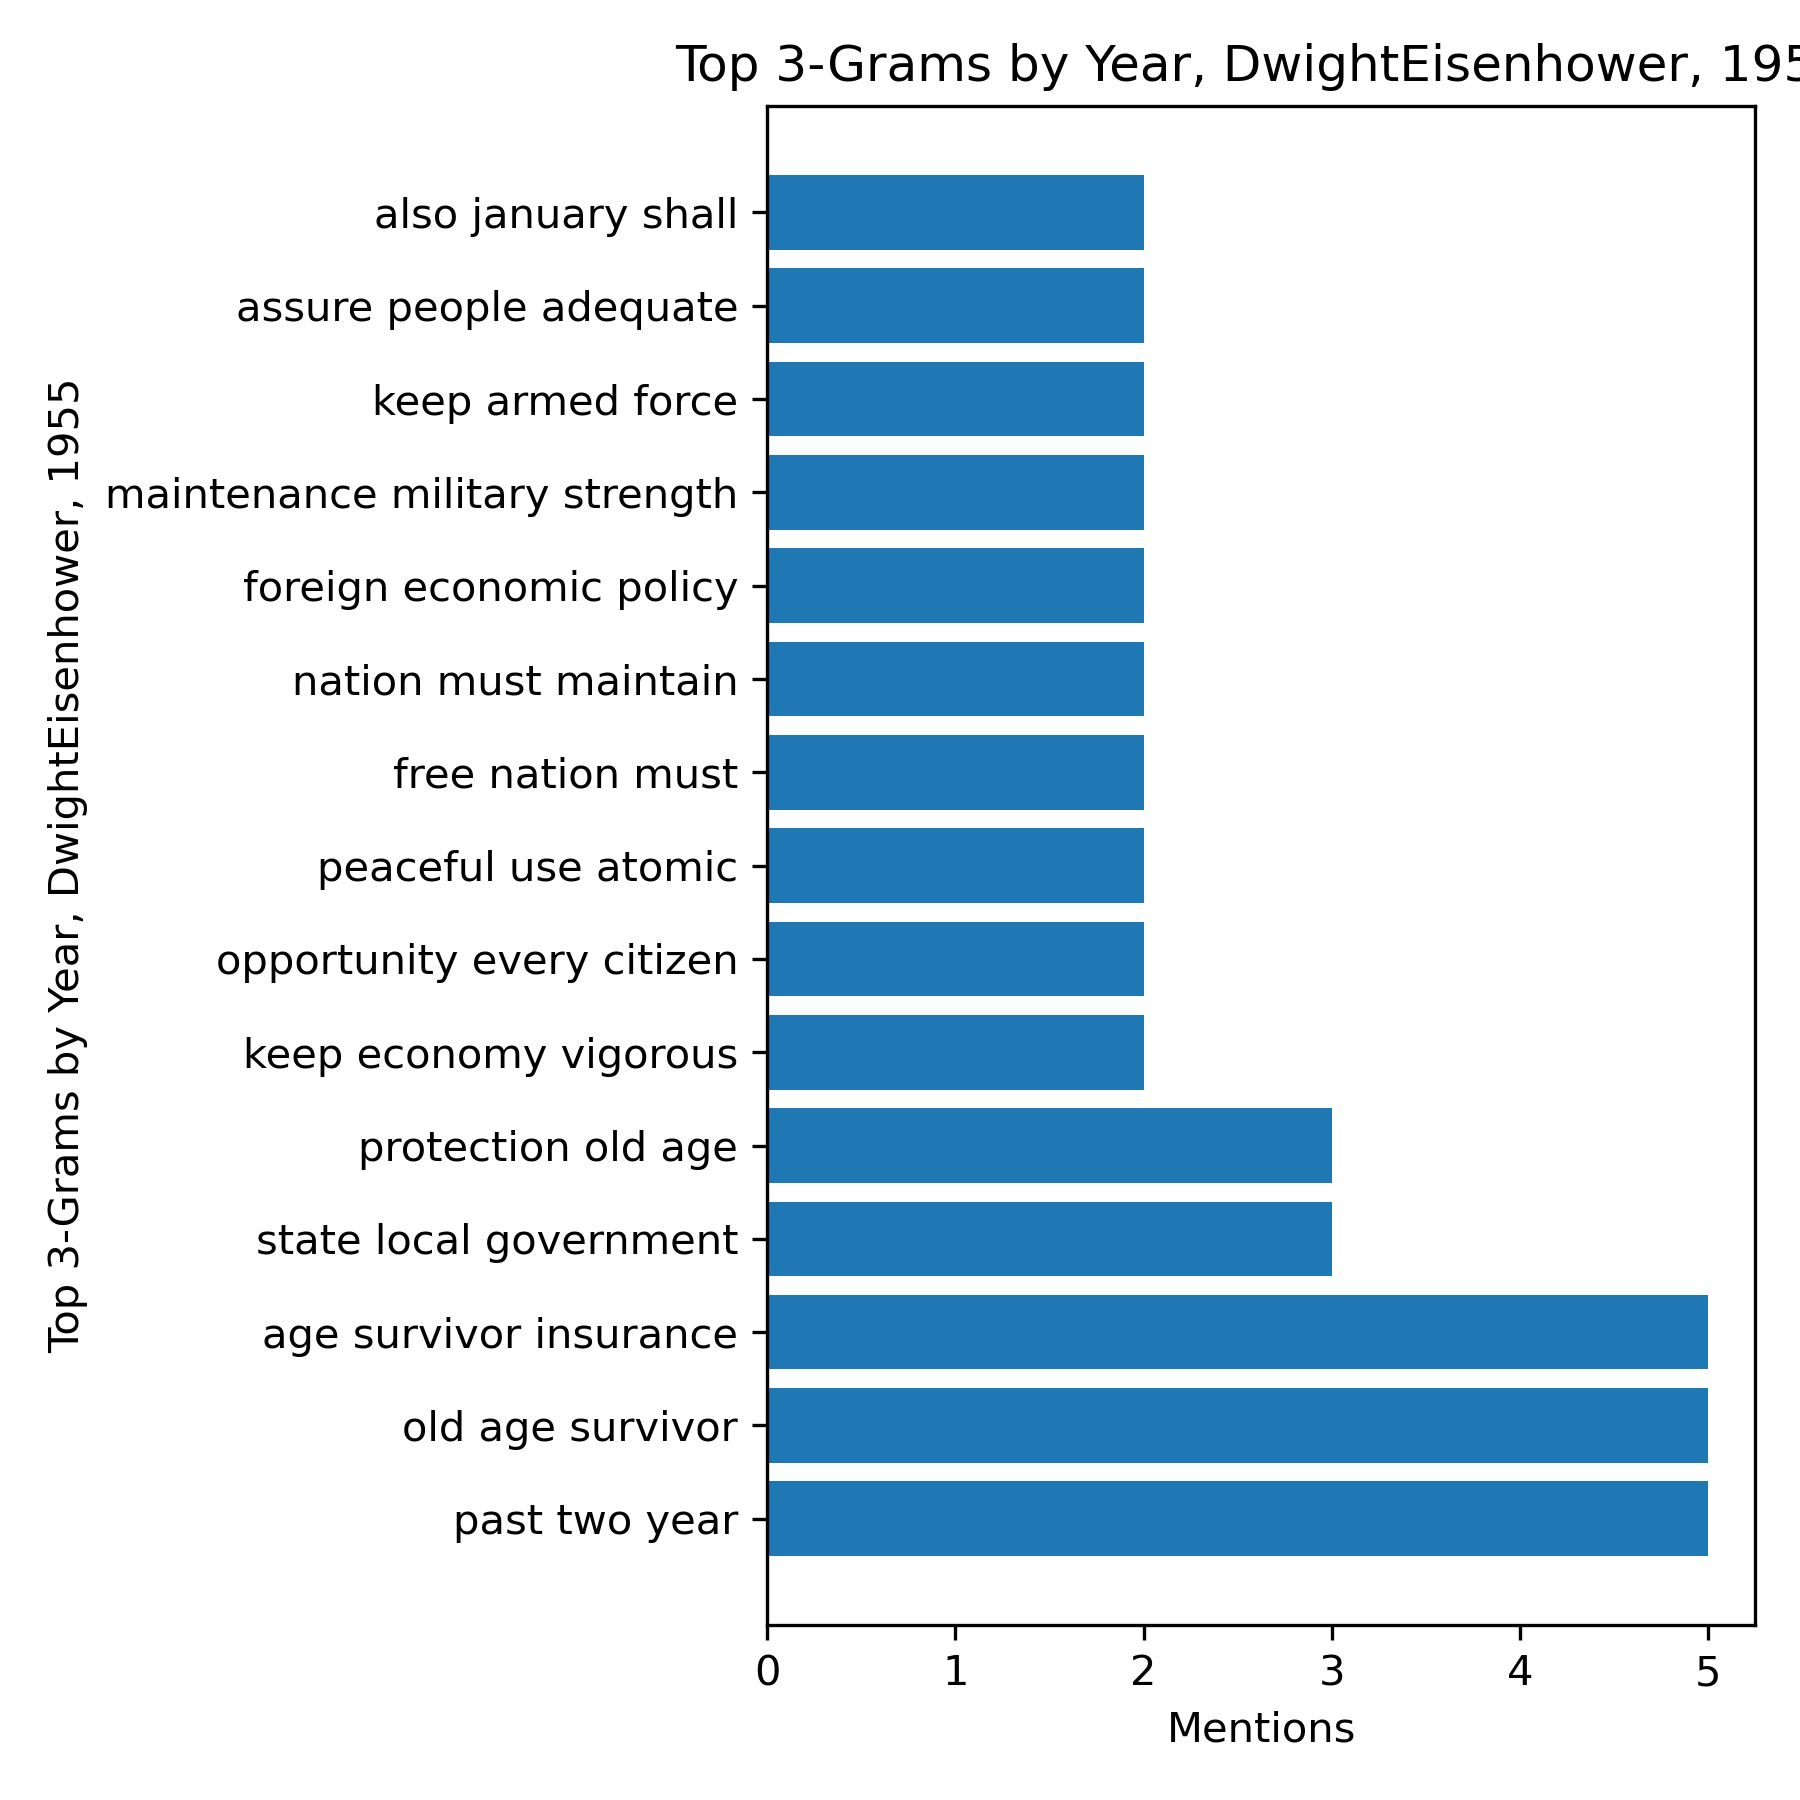 Top 3-Grams by Year, DwightEisenhower, 195
also january shall
assure people adequate
keep armed force
maintenance military strength
foreign economic policy
nation must maintain
free nation must
peaceful use atomic
opportunity every citizen
keep economy vigorous
protection old age
state local government
age survivor insurance
old age survivor
past two year
Top 3-Grams by Year, DwightEisenhower, 1955
0 1 2 3 4 5
Mentions